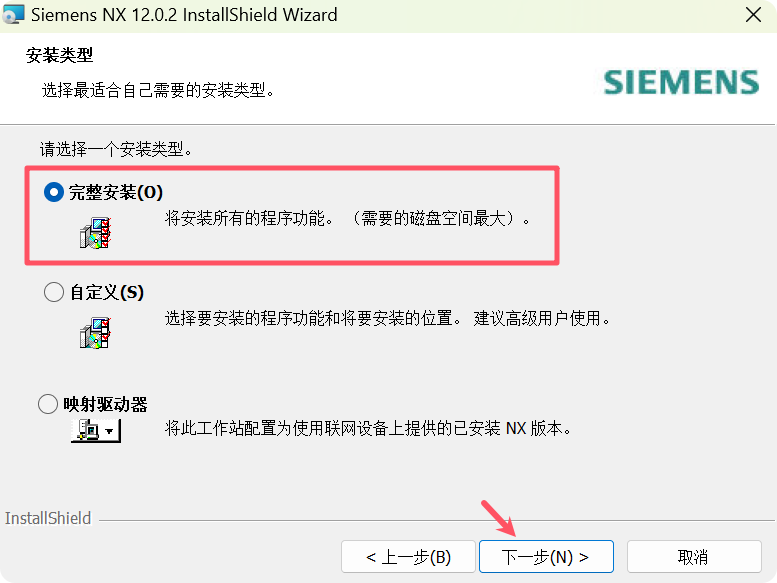 Siemens NX 12.0.2 InstallShield Wizard
安装类型
选择最适合自己需要的安装类型。
SIEMENS
请选择一个安装类型。
完整安装(O)
将安装所有的程序功能。 （需要的磁盘空间最大）。
自定义(S)
选择要安装的程序功能和将要安装的位置。 建议高级用户使用。
映射驱动器
将此工作站配置为使用联网设备上提供的已安装 NX 版本。
InstallShield
< 上一步(B)
下一步(N) >
取消